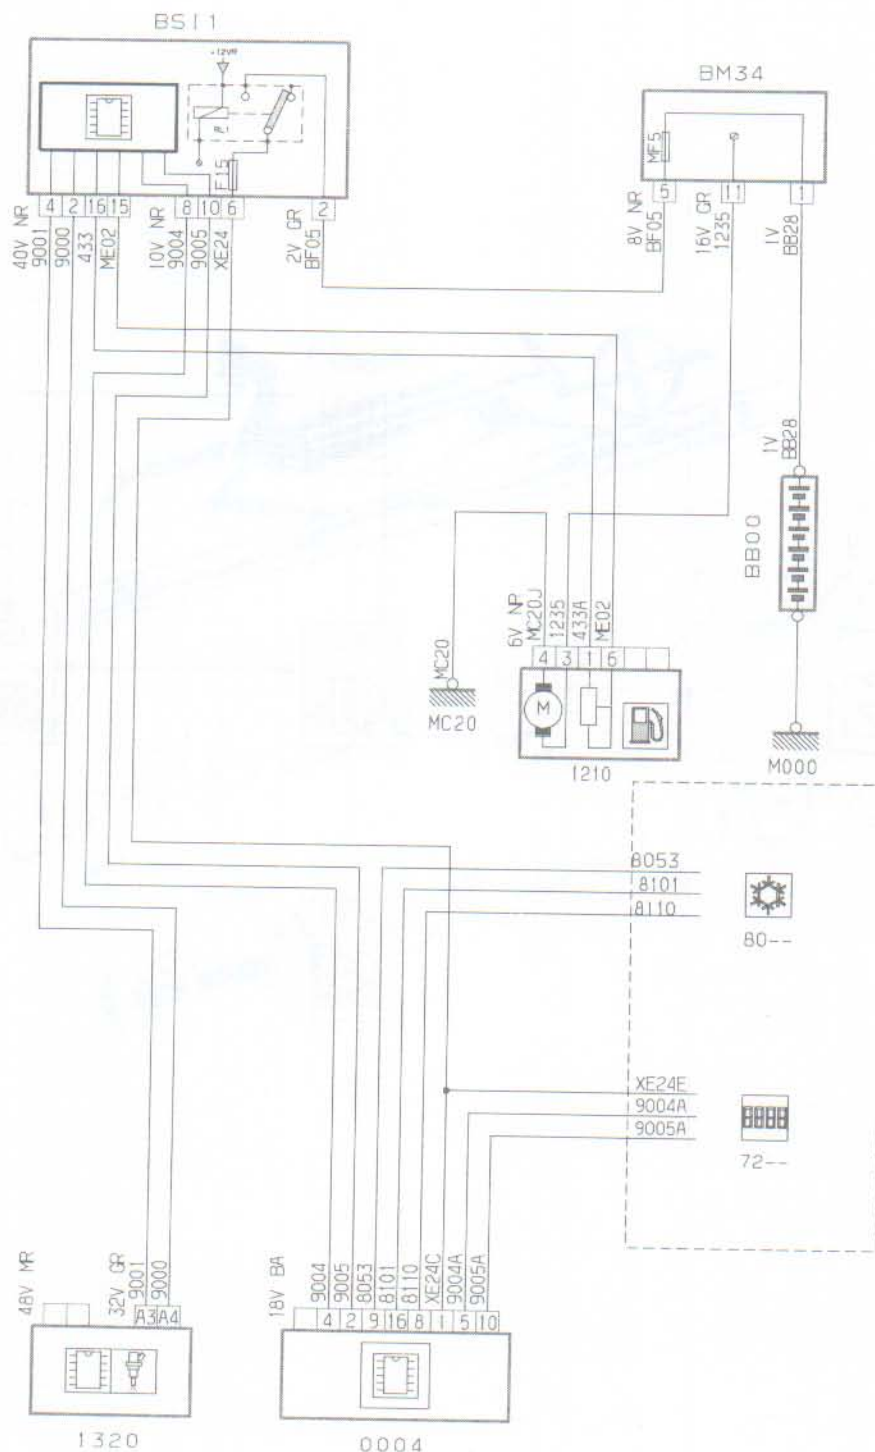 BSI1
+12VR
R
F15
4 2 16 15 8 10 6 2
40V NR
9001
9000
433
ME02
10V NR
9004
9005
XE24
2V GR
BF05
BM34
MF5
5 11 1
8V NR
BF05
16V GR
1235
1V
BB28
1V
BB28
BB00
M000
6V NR
MC20J
1235
433A
ME02
4 3 1 6
M
1210
MC20
MC20
8053
8101
8110
80--
XE24E
9004A
9005A
72--
48V MR
32V GR
9001
9000
A3 A4
1320
18V BA
9004
9005
8053
8101
8110
XE24C
9004A
9005A
4 2 9 16 8 1 5 10
0004